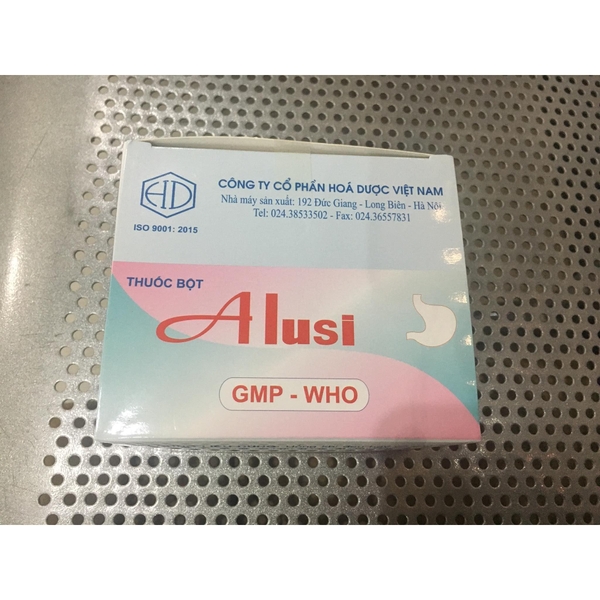 HD
CÔNG TY CỔ PHẦN HOÁ DƯỢC VIỆT NAM
Nhà máy sản xuất: 192 Đức Giang - Long Biên - Hà Nội
Tel: 024.38533502 - Fax: 024.36557831
ISO 9001: 2015
THUỐC BỘT
Alusi
GMP - WHO